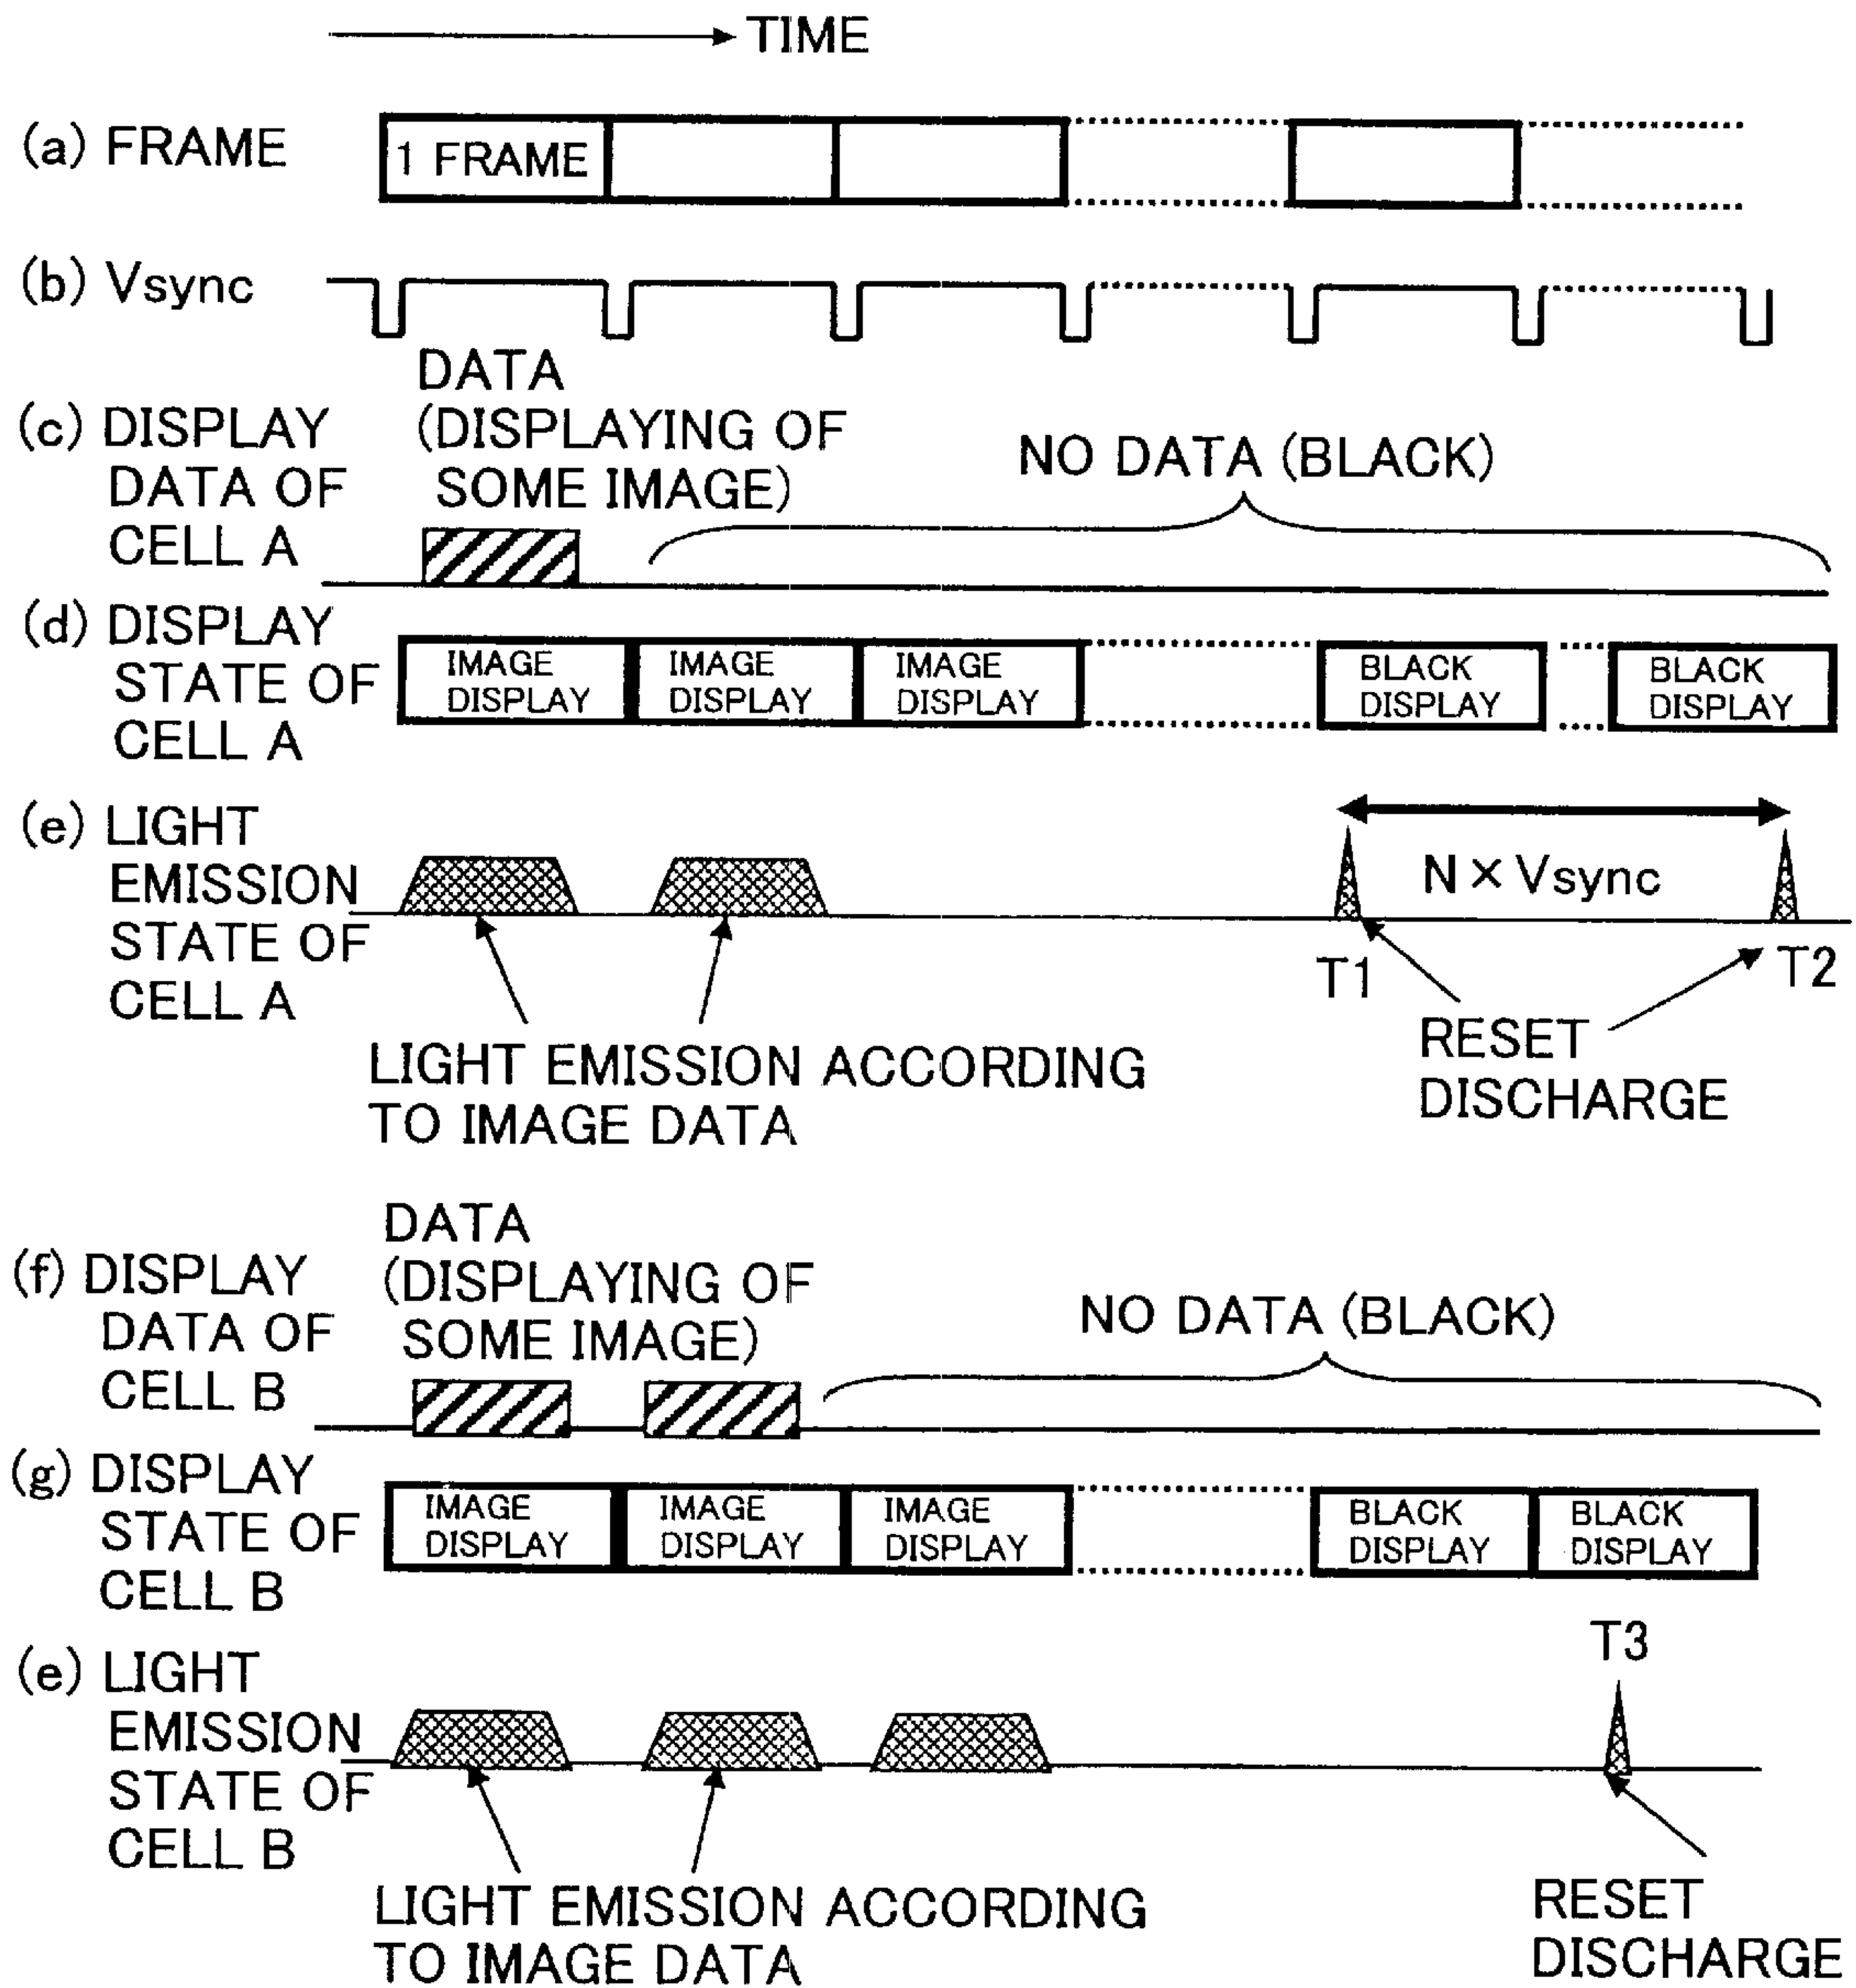 TIME
(a) FRAME
1 FRAME
(b) Vsync
DATA
(c) DISPLAY
(DISPLAYING OF
DATA OF
SOME IMAGE)
NO DATA (BLACK)
CELL A
(d) DISPLAY
STATE OF
CELL A
IMAGE
DISPLAY
IMAGE
DISPLAY
IMAGE
DISPLAY
BLACK
DISPLAY
BLACK
DISPLAY
(e) LIGHT
EMISSION
STATE OF
CELL A
N × Vsync
T1
T2
LIGHT EMISSION ACCORDING
TO IMAGE DATA
RESET
DISCHARGE
DATA
(f) DISPLAY
(DISPLAYING OF
DATA OF
SOME IMAGE)
NO DATA (BLACK)
CELL B
(g) DISPLAY
STATE OF
CELL B
IMAGE
DISPLAY
IMAGE
DISPLAY
IMAGE
DISPLAY
BLACK
DISPLAY
BLACK
DISPLAY
T3
(e) LIGHT
EMISSION
STATE OF
CELL B
LIGHT EMISSION ACCORDING
TO IMAGE DATA
RESET
DISCHARGE